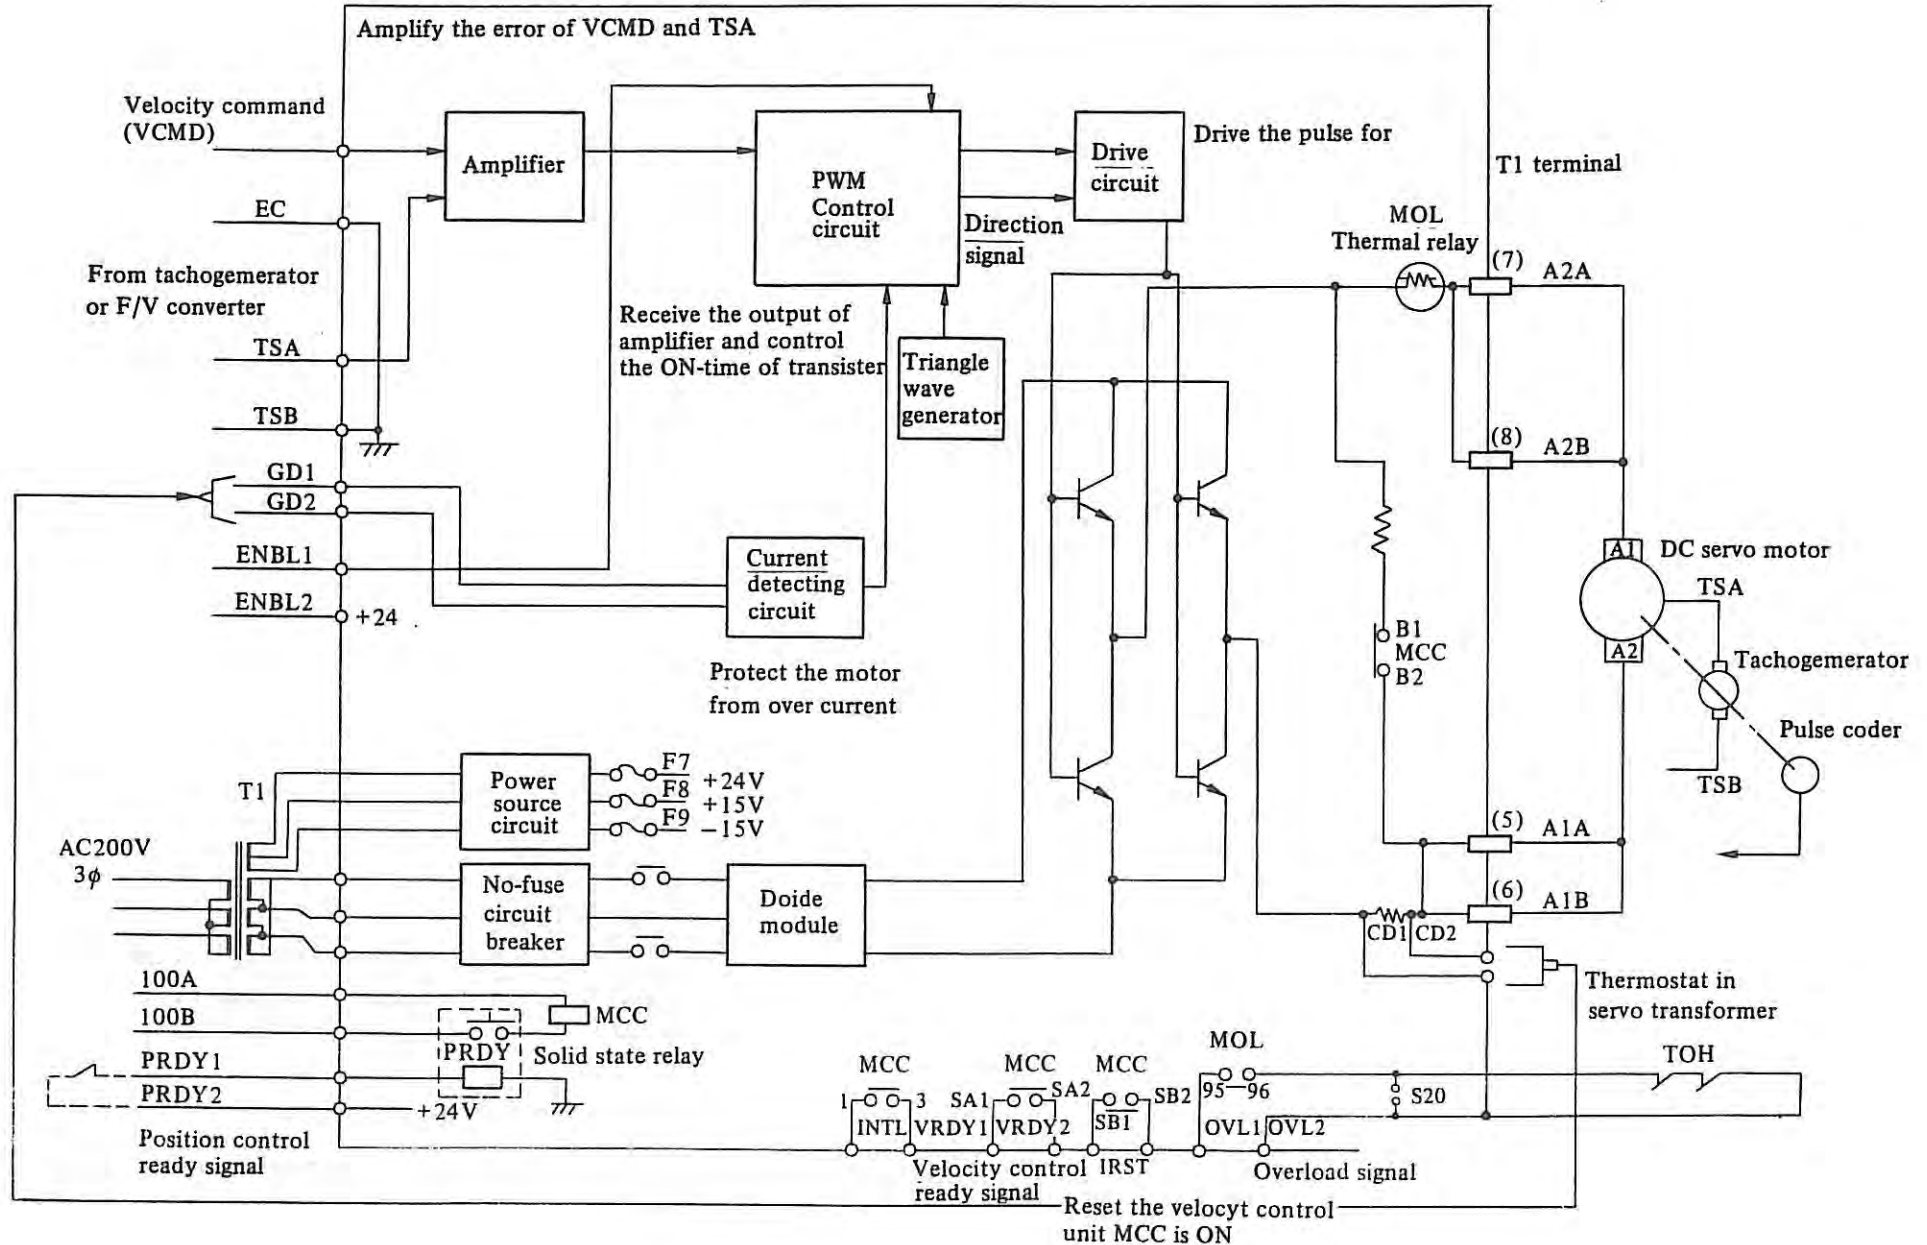 Amplify the error of VCMD and TSA
Velocity command
(VCMD)
Amplifier
PWM
Control
circuit
Drive
circuit
Drive the pulse for
T1 terminal
EC
Direction
signal
MOL
Thermal relay
(7)
A2A
From tachogemerator
or F/V converter
Receive the output of
amplifier and control
the ON-time of transister
Triangle
wave
generator
TSA
TSB
(8)
A2B
GD1
GD2
ENBL1
ENBL2
+24
Current
detecting
circuit
Protect the motor
from over current
A1
DC servo motor
TSA
B1
MCC
B2
A2
Tachogemerator
Pulse coder
TSB
T1
Power
source
circuit
F7
+24V
F8
+15V
F9
−15V
(5)
A1A
AC200V
3ϕ
No-fuse
circuit
breaker
Doide
module
(6)
A1B
CD1
CD2
Thermostat in
servo transformer
100A
100B
MCC
PRDY
Solid state relay
PRDY1
PRDY2
+24V
Position control
ready signal
MCC
1
3
INTL
VRDY1
MCC
SA1
SA2
VRDY2
MCC
SB1
SB2
MOL
95
96
S20
TOH
OVL1
OVL2
Velocity control
ready signal
IRST
Overload signal
Reset the velocyt control
unit MCC is ON